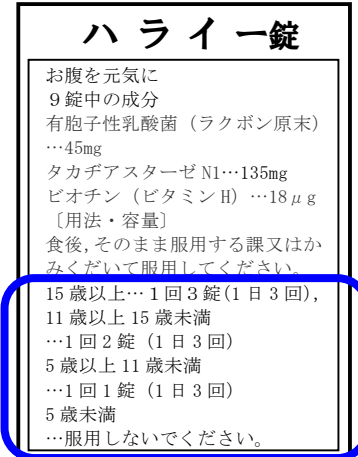 ハライー錠
お腹を元気に
９錠中の成分
有胞子性乳酸菌（ラクボン原末）
…45mg
タカヂアスターゼ N1…135mg
ビオチン（ビタミン H）…18μg
〔用法・容量〕
食後,そのまま服用する課又はか
みくだいて服用してください。
15 歳以上…１回３錠(１日３回),
11 歳以上 15 歳未満
…１回２錠（１日３回）
５歳以上 11 歳未満
…１回１錠（１日３回）
５歳未満
…服用しないでください。